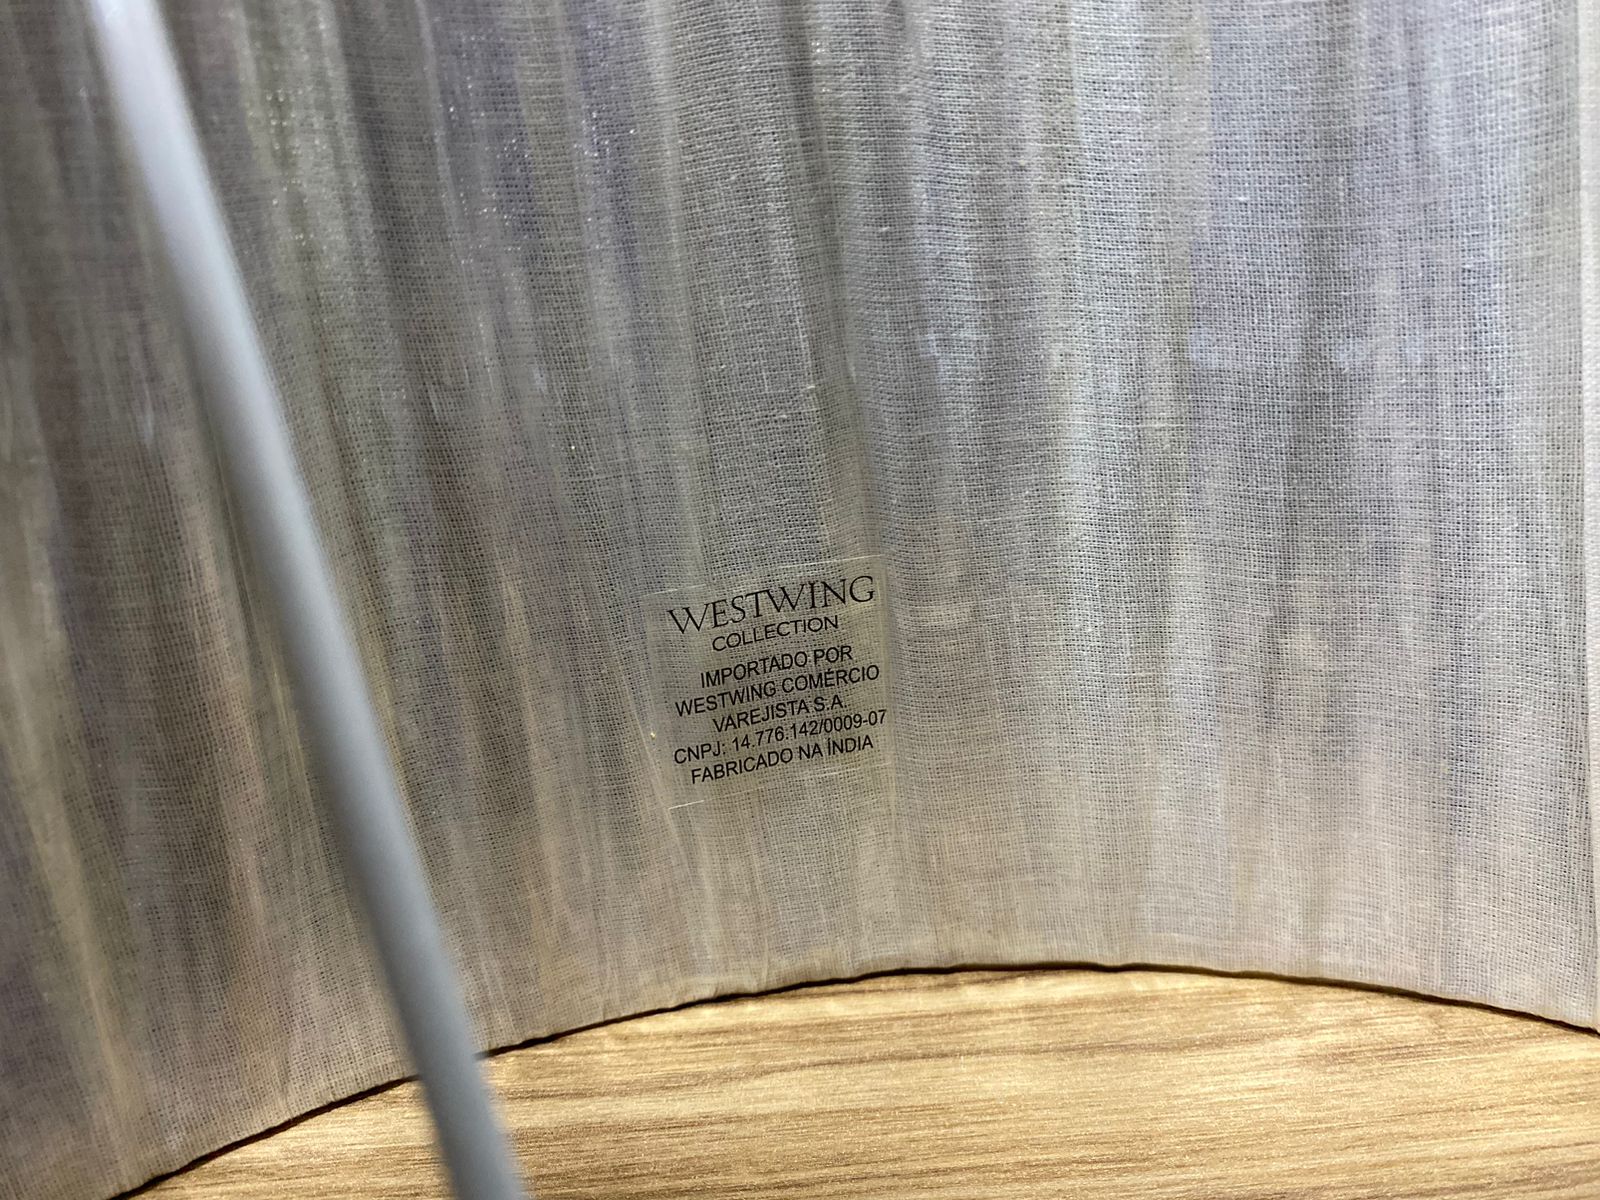 WESTWING
COLLECTION
IMPORTADO POR
WESTWING COMÉRCIO
VAREJISTA S.A.
CNPJ: 14.776.142/0009-07
FABRICADO NA ÍNDIA